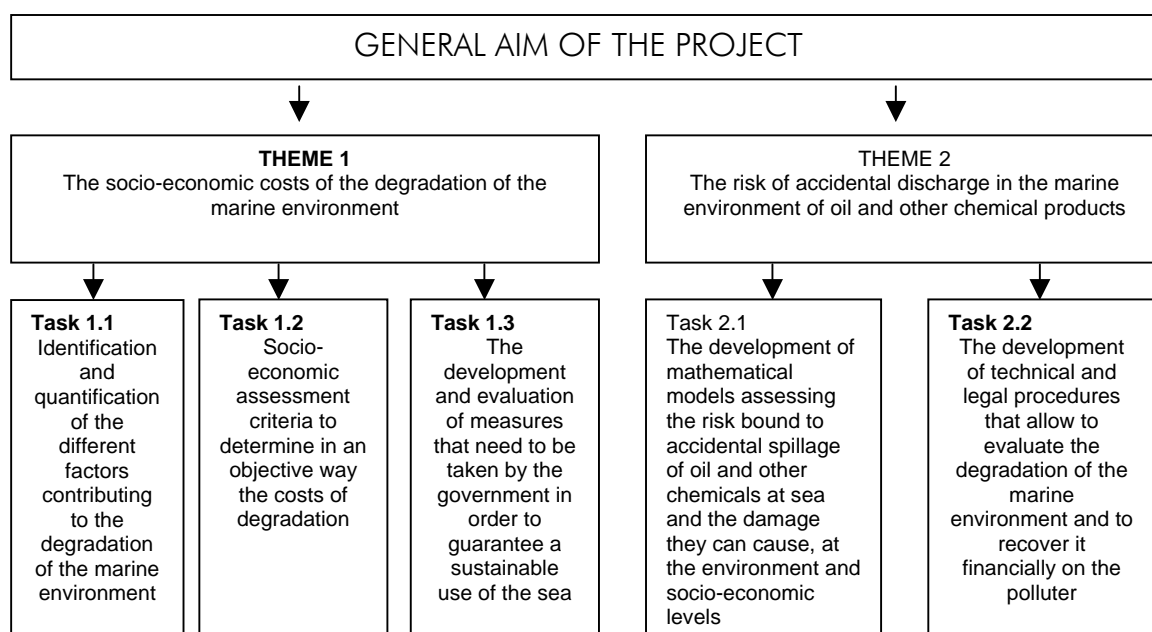 GENERAL AIM OF THE PROJECT
THEME 1
The socio-economic costs of the degradation of the
marine environment
THEME 2
The risk of accidental discharge in the marine
environment of oil and other chemical products
Task 1.1
Identification
and
quantification
of the
different
factors
contributing
to the
degradation
of the marine
environment
Task 1.2
Socio-
economic
assessment
criteria to
determine in an
objective way
the costs of
degradation
Task 1.3
The
development
and evaluation
of measures
that need to be
taken by the
government in
order to
guarantee a
sustainable
use of the sea
Task 2.1
The development of
mathematical
models assessing
the risk bound to
accidental spillage
of oil and other
chemicals at sea
and the damage
they can cause, at
the environment and
socio-economic
levels
Task 2.2
The development
of technical and
legal procedures
that allow to
evaluate the
degradation of the
marine
environment and to
recover it
financially on the
polluter